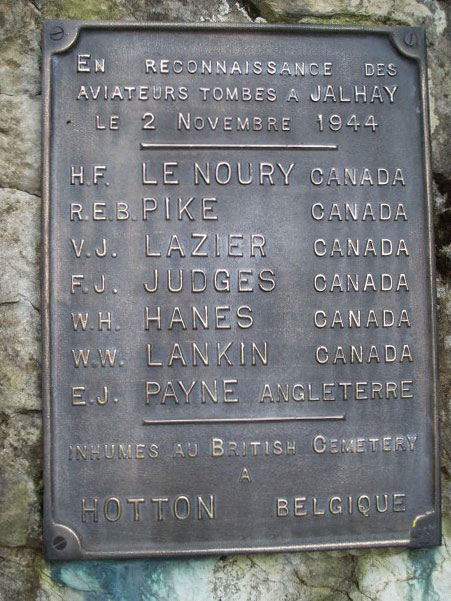 EN RECONNAISSANCE DES
AVIATEURS TOMBES A JALHAY
LE 2 NOVEMBRE 1944
H.F. LE NOURY CANADA
R.E.B. PIKE CANADA
V.J. LAZIER CANADA
F.J. JUDGES CANADA
W.H. HANES CANADA
W.W. LANKIN CANADA
E.J. PAYNE ANGLETERRE
INHUMES AU BRITISH CEMETERY
A
HOTTON BELGIQUE